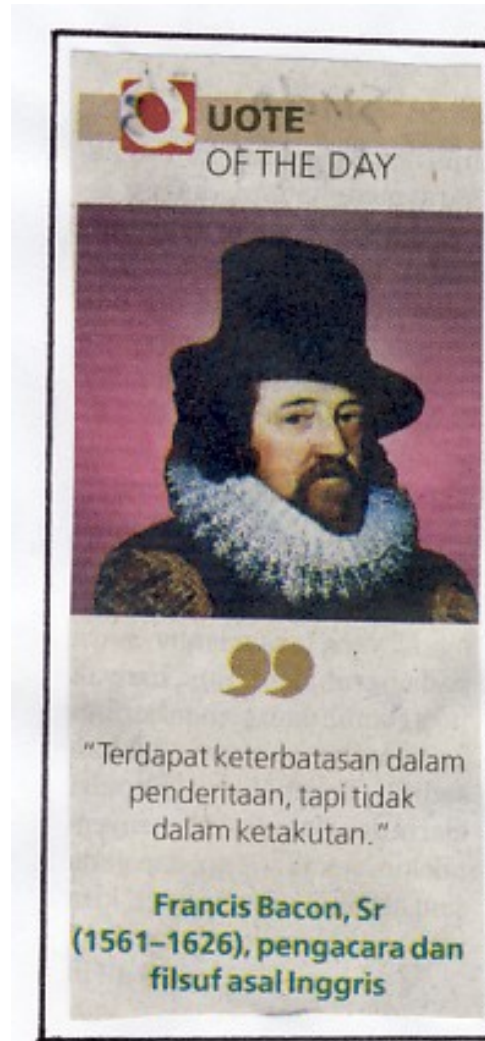 QUOTE
OF THE DAY
"Terdapat keterbatasan dalam
penderitaan, tapi tidak
dalam ketakutan."
Francis Bacon, Sr
(1561–1626), pengacara dan
filsuf asal Inggris